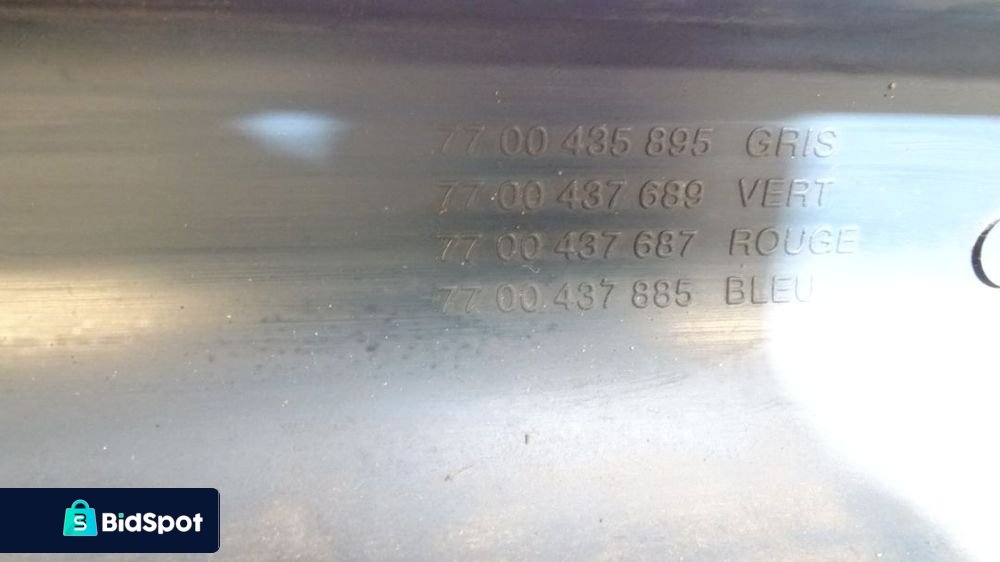 77 00 435 895 GRIS
77 00 437 689 VERT
77 00 437 687 ROUGE
77 00 437 885 BLEU
BidSpot